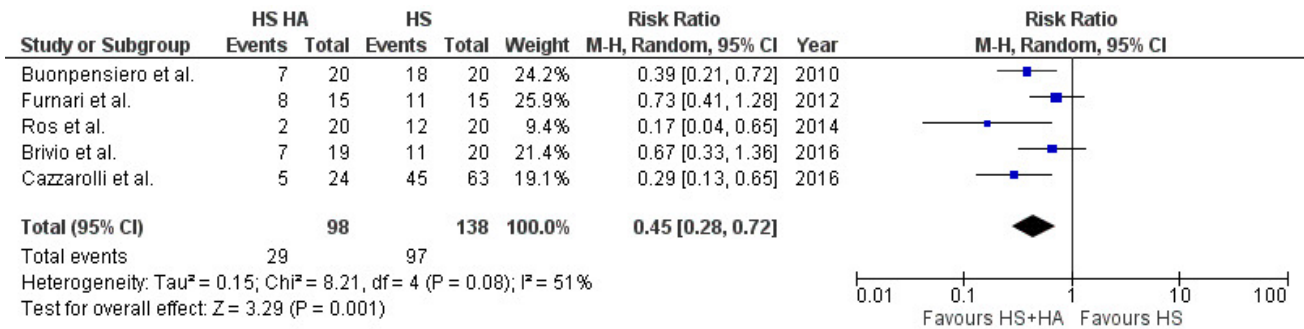 HS HA HS Risk Ratio Risk Ratio
Study or Subgroup Events Total Events Total Weight M-H, Random, 95% CI Year M-H, Random, 95% CI
Buonpensiero et al. 7 20 18 20 24.2% 0.39 [0.21, 0.72] 2010
Furnari et al. 8 15 11 15 25.9% 0.73 [0.41, 1.28] 2012
Ros et al. 2 20 12 20 9.4% 0.17 [0.04, 0.65] 2014
Brivio et al. 7 19 11 20 21.4% 0.67 [0.33, 1.36] 2016
Cazzarolli et al. 5 24 45 63 19.1% 0.29 [0.13, 0.65] 2016
Total (95% CI) 98 138 100.0% 0.45 [0.28, 0.72]
Total events 29 97
Heterogeneity: Tau² = 0.15; Chi² = 8.21, df = 4 (P = 0.08); I² = 51%
Test for overall effect: Z = 3.29 (P = 0.001)
0.01 0.1 1 10 100
Favours HS+HA Favours HS